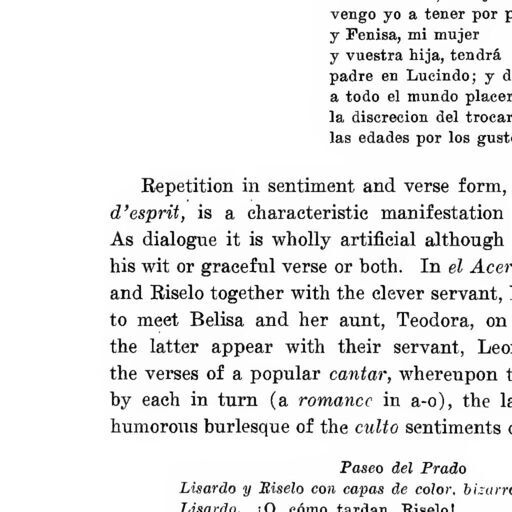 vengo yo a tener por
y Fenisa, mi mujer
y vuestra hija, tendrá
padre en Lucindo; y
a todo el mundo placer
la discrecion del trocar
las edades por los
Repetition in sentiment and verse form,
d'esprit, is a characteristic manifestation
As dialogue it is wholly artificial although
his wit or graceful verse or both. In el
and Riselo together with the clever servant,
to meet Belisa and her aunt, Teodora, on
the latter appear with their servant,
the verses of a popular cantar, whereupon
by each in turn (a romance in a-o), the
humorous burlesque of the culto sentiments
Paseo del Prado
Lisardo y Riselo con capas de color, bizarro
Lisardo. ¡O, cómo tardan, Riselo!